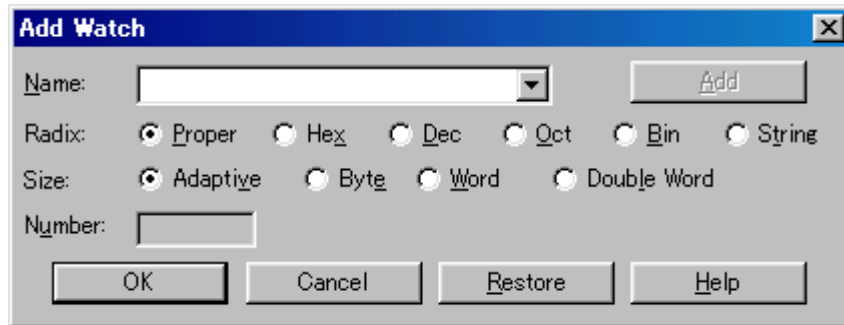 Add Watch
Name: Add
Radix: Proper Hex Dec Oct Bin String
Size: Adaptive Byte Word Double Word
Number:
OK Cancel Restore Help